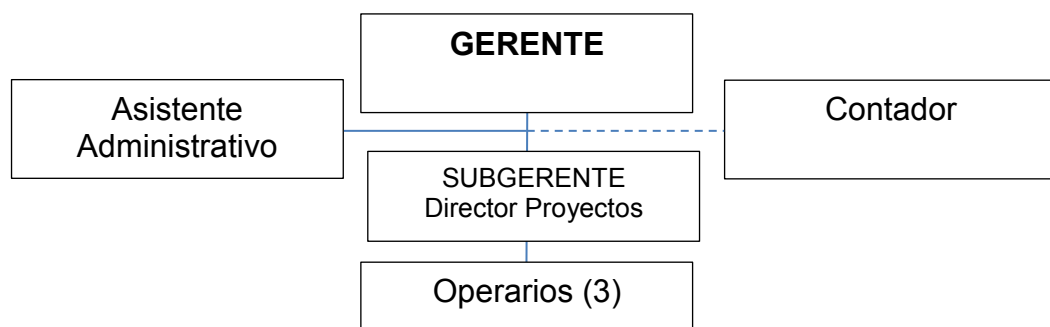 GERENTE
Asistente
Administrativo
Contador
SUBGERENTE
Director Proyectos
Operarios (3)